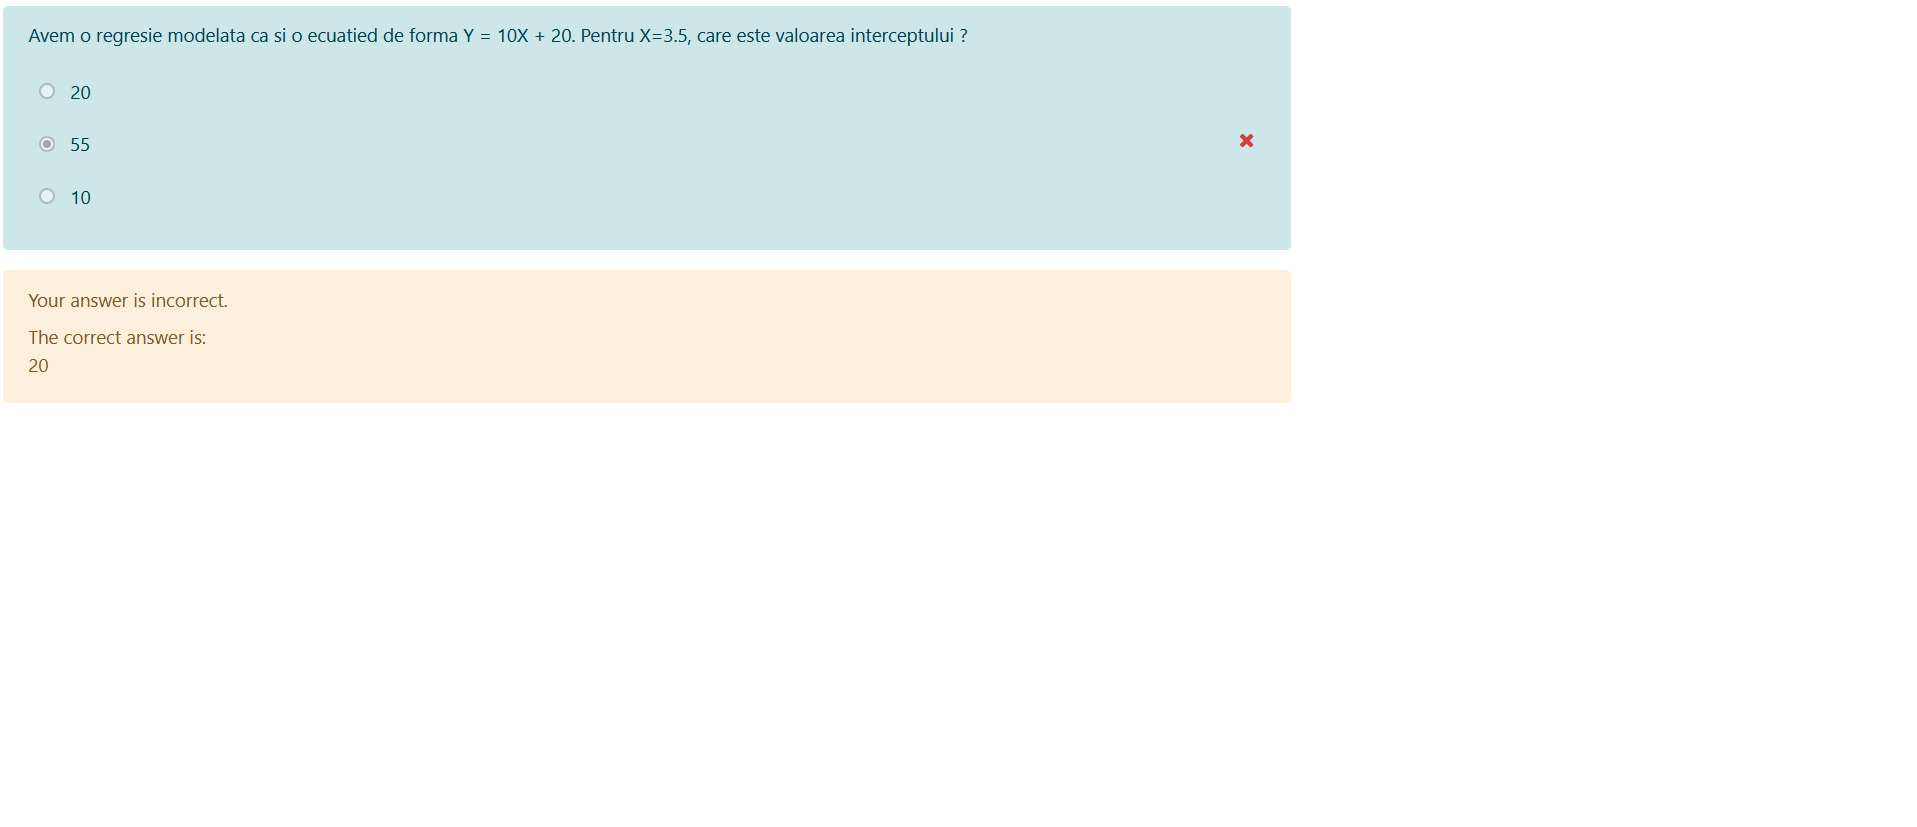 Avem o regresie modelata ca si o ecuatied de forma Y = 10X + 20. Pentru X=3.5, care este valoarea interceptului ?
20
55
10
Your answer is incorrect.
The correct answer is:
20